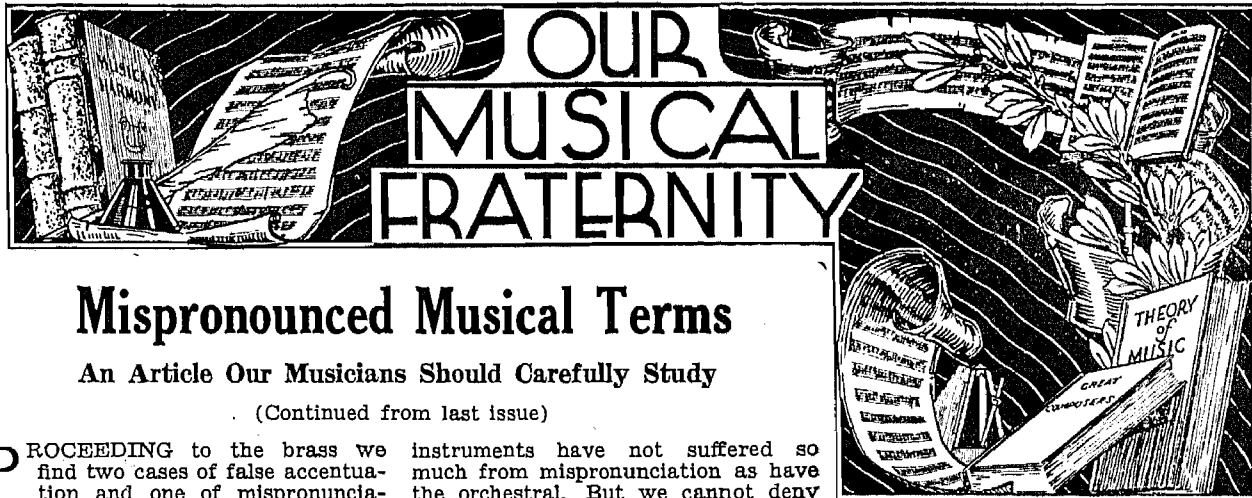 OUR
MUSICAL
FRATERNITY
MUSICAL
HARMONY
THEORY
of
MUSIC
GREAT
COMPOSERS
Mispronounced Musical Terms
An Article Our Musicians Should Carefully Study
(Continued from last issue)
PROCEEDING to the brass we
find two cases of false accentua-
tion and one of mispronuncia-
instruments have not suffered so
much from mispronunciation as have
the orchestral. But we cannot deny